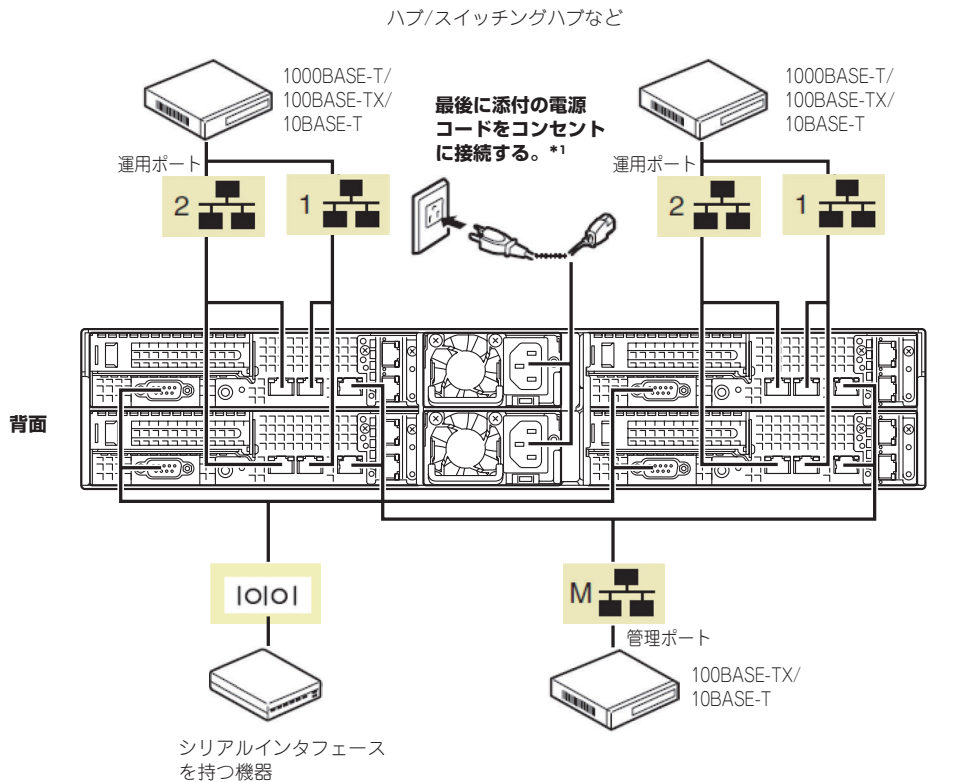 ハブ/スイッチングハブなど
1000BASE-T/
100BASE-TX/
10BASE-T
最後に添付の電源
コードをコンセント
に接続する。*1
1000BASE-T/
100BASE-TX/
10BASE-T
運用ポート
2
1
運用ポート
2
1
背面
|O|O|
M
管理ポート
100BASE-TX/
10BASE-T
シリアルインタフェース
を持つ機器